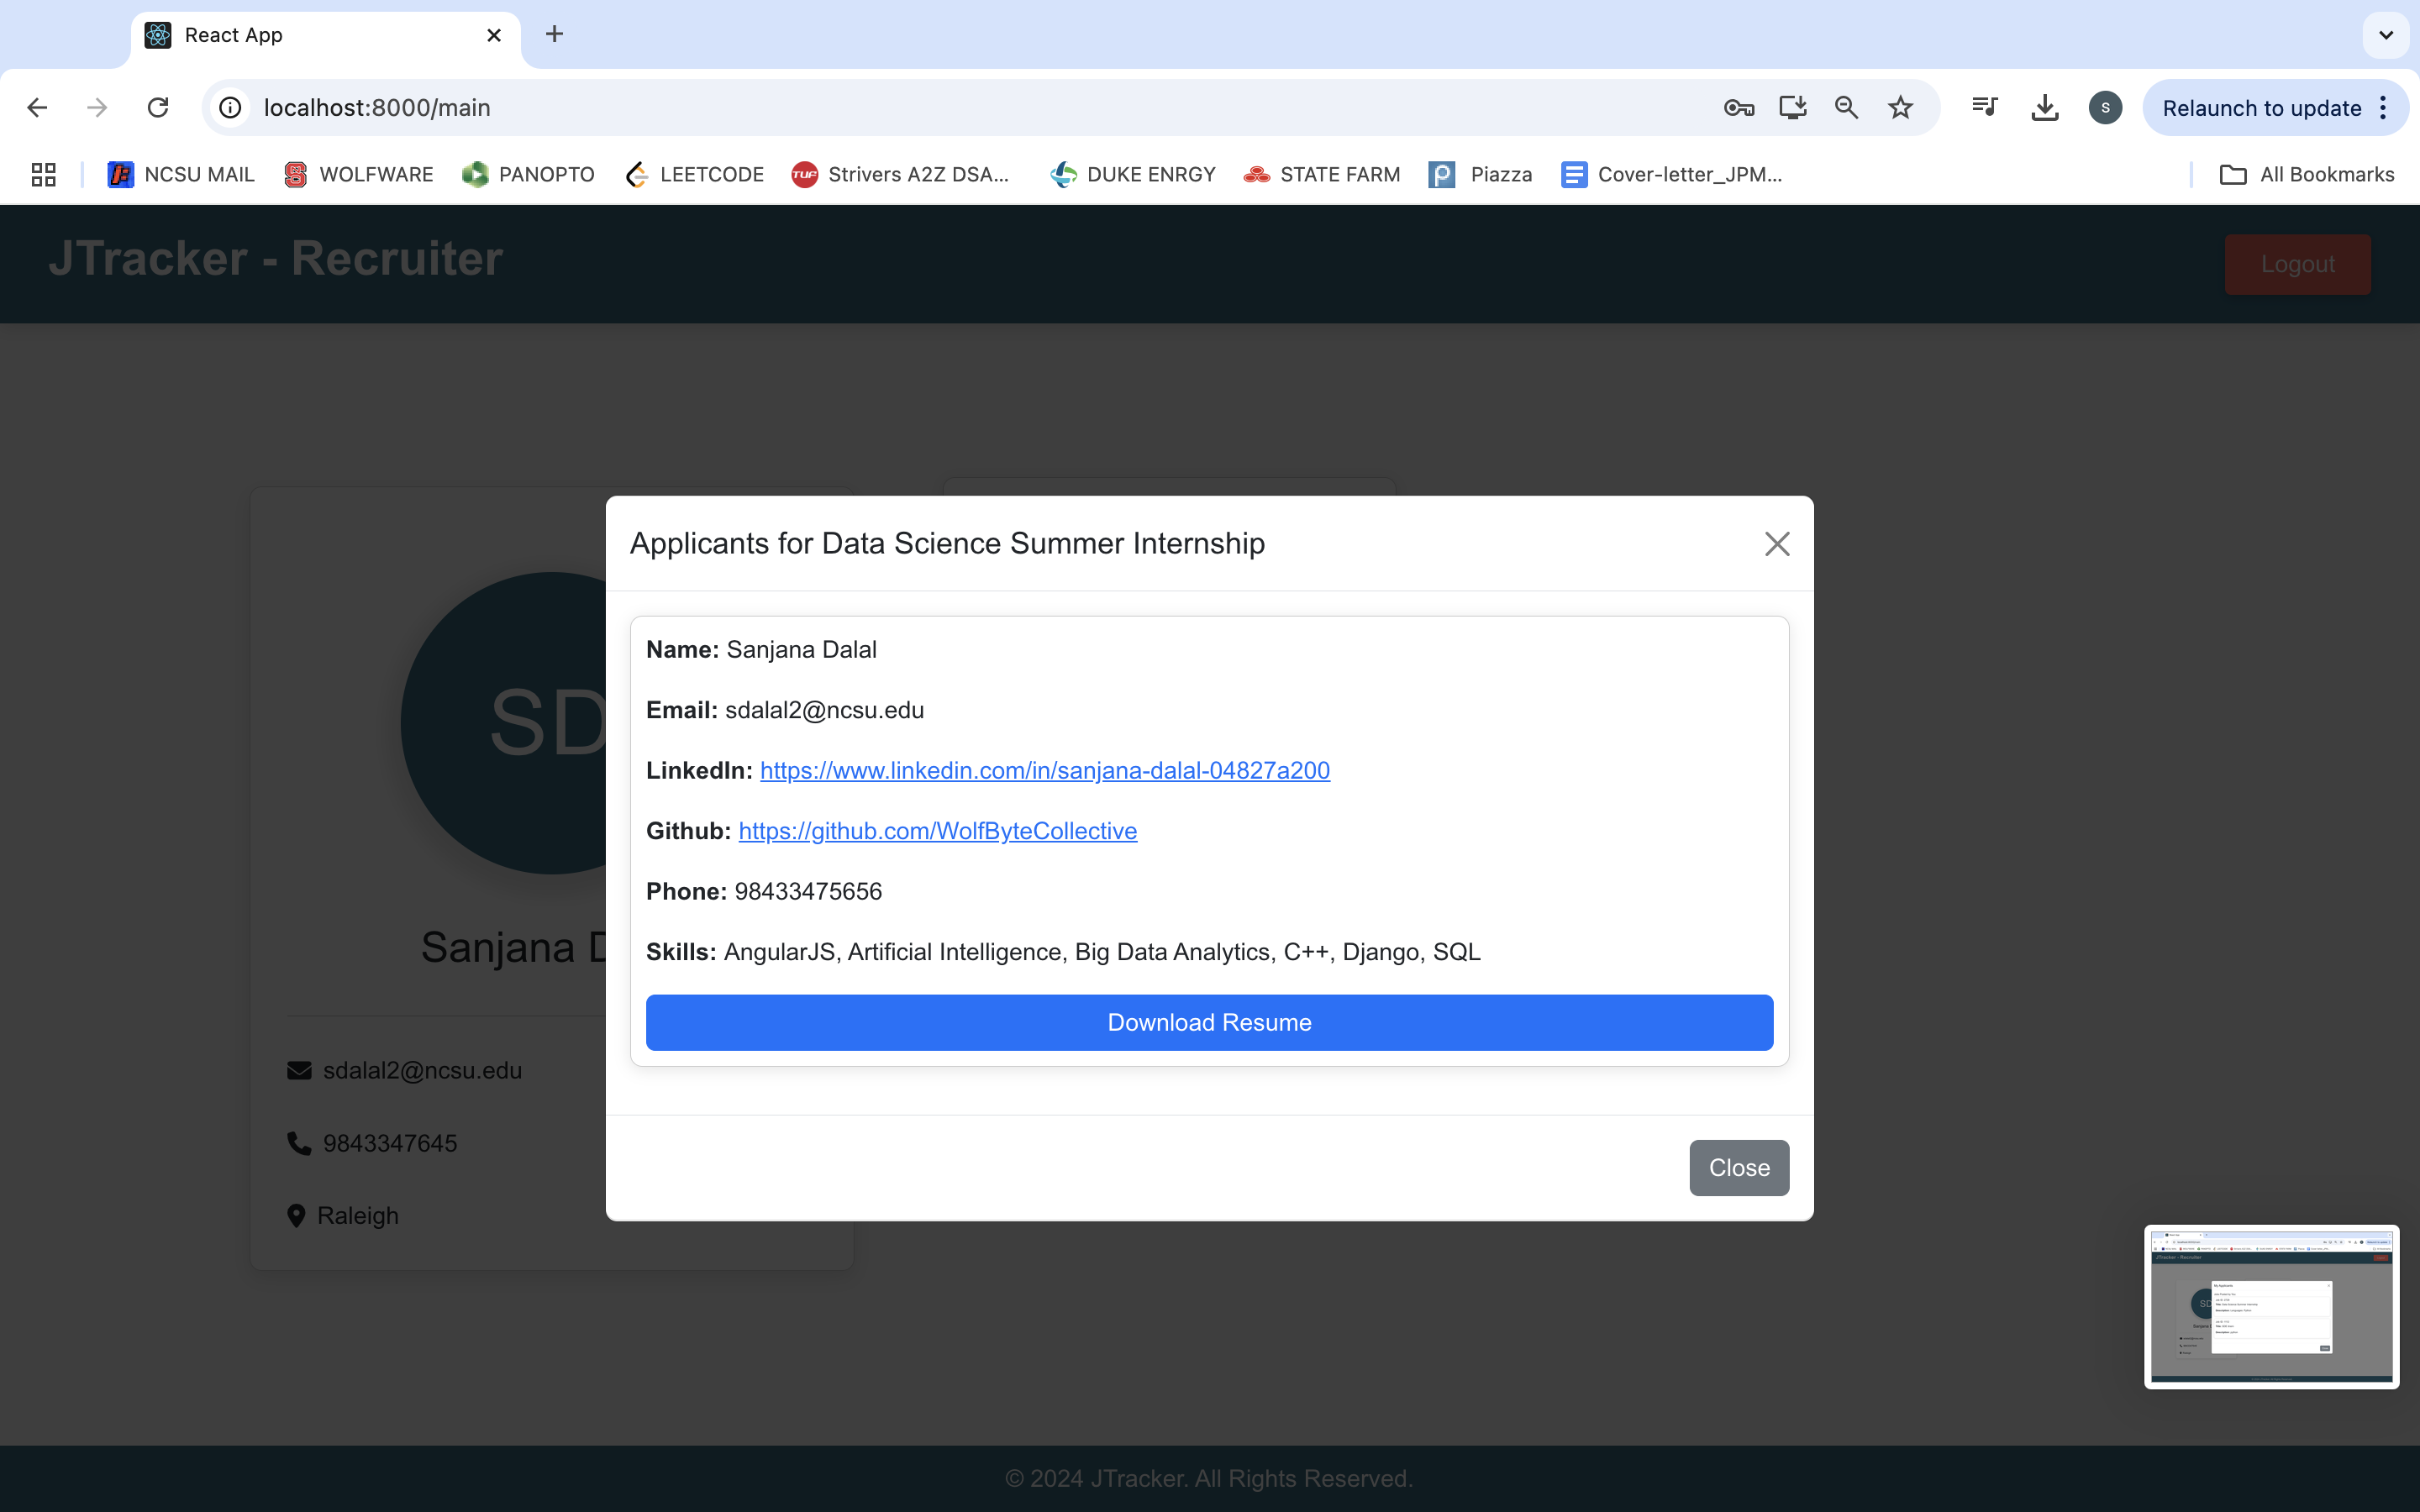 React App
localhost:8000/main
S
Relaunch to update
NCSU MAIL
WOLFWARE
PANOPTO
LEETCODE
TUF Strivers A2Z DSA...
DUKE ENRGY
STATE FARM
Piazza
Cover-letter_JPM...
All Bookmarks
JTracker - Recruiter
Logout
Applicants for Data Science Summer Internship
Name: Sanjana Dalal
Email: sdalal2@ncsu.edu
LinkedIn: https://www.linkedin.com/in/sanjana-dalal-04827a200
Github: https://github.com/WolfByteCollective
Phone: 98433475656
Skills: AngularJS, Artificial Intelligence, Big Data Analytics, C++, Django, SQL
Download Resume
Close
SD
Sanjana
sdalal2@ncsu.edu
9843347645
Raleigh
© 2024 JTracker. All Rights Reserved.